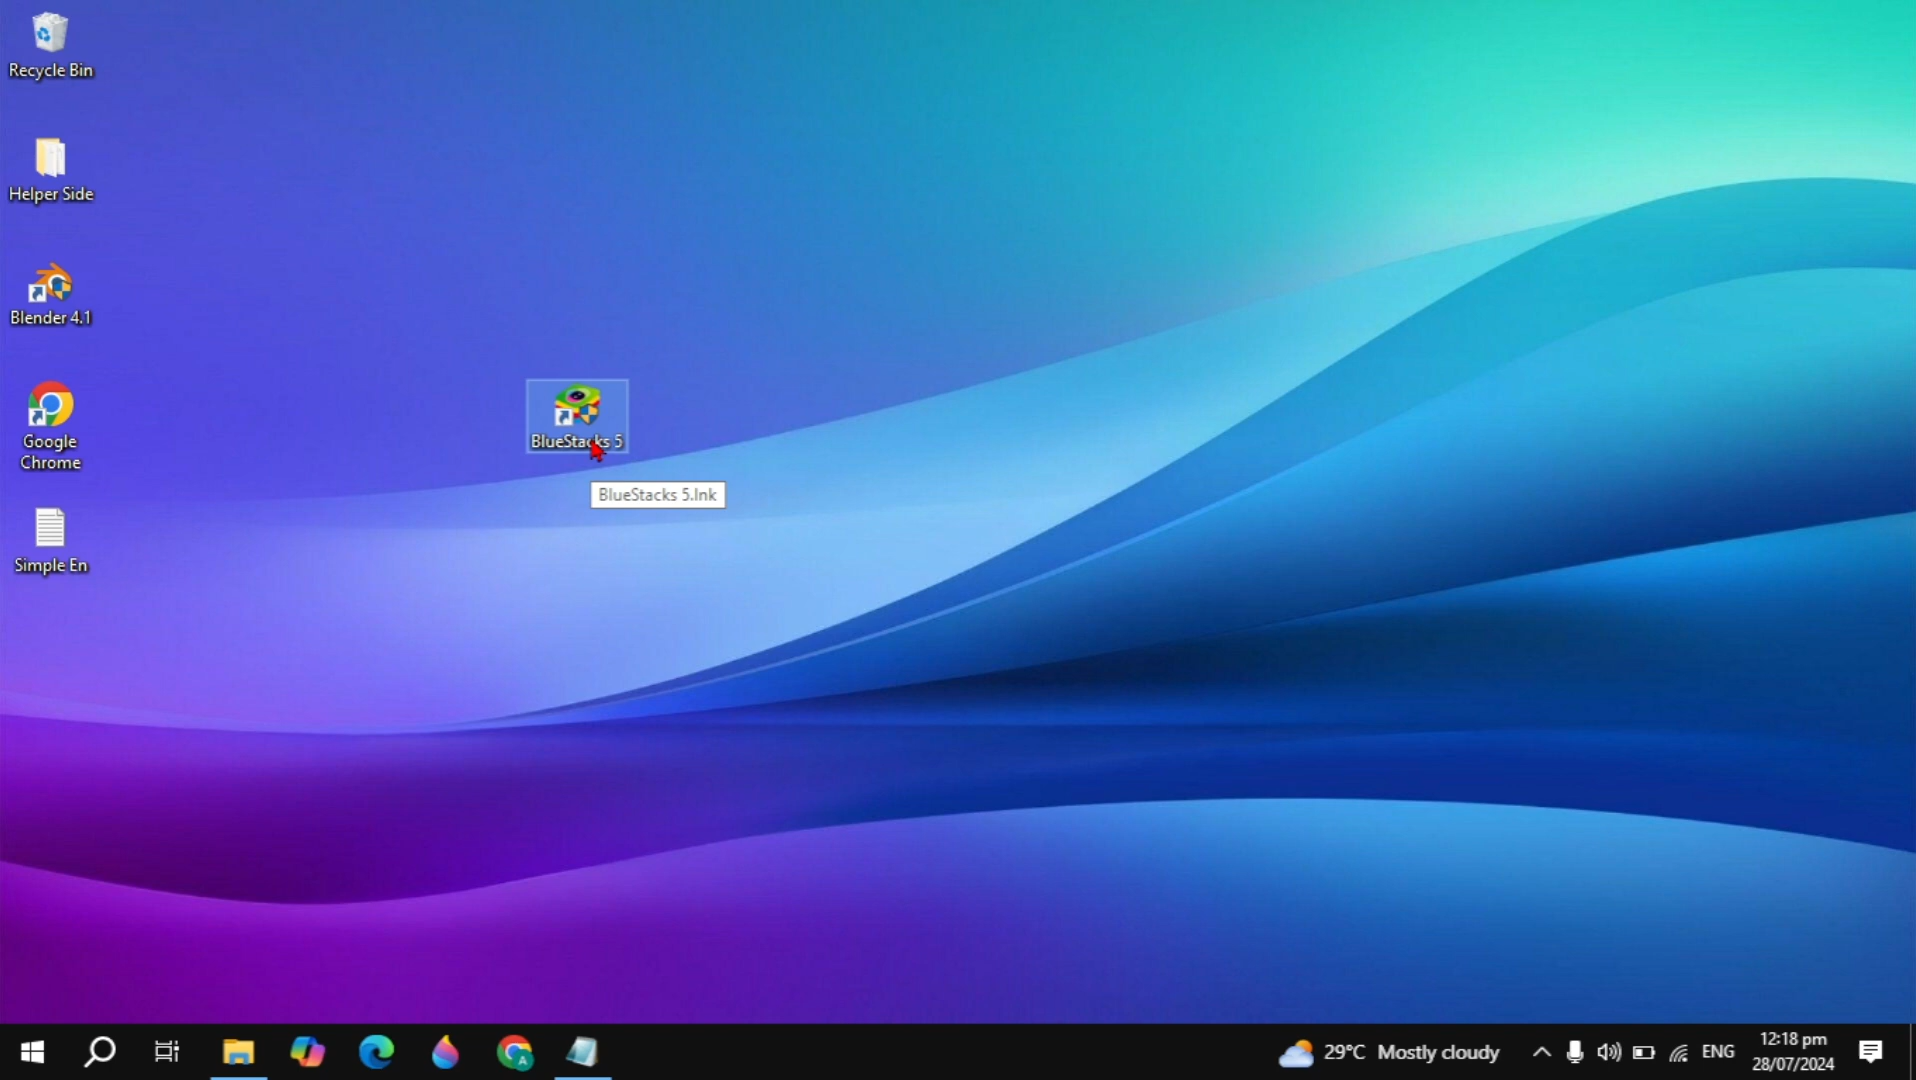 Recycle Bin
Helper Side
Blender 4.1
Google
Chrome
Simple En
BlueStacks 5
BlueStacks 5.lnk
A
29°C Mostly cloudy
ENG
12:18 pm
28/07/2024